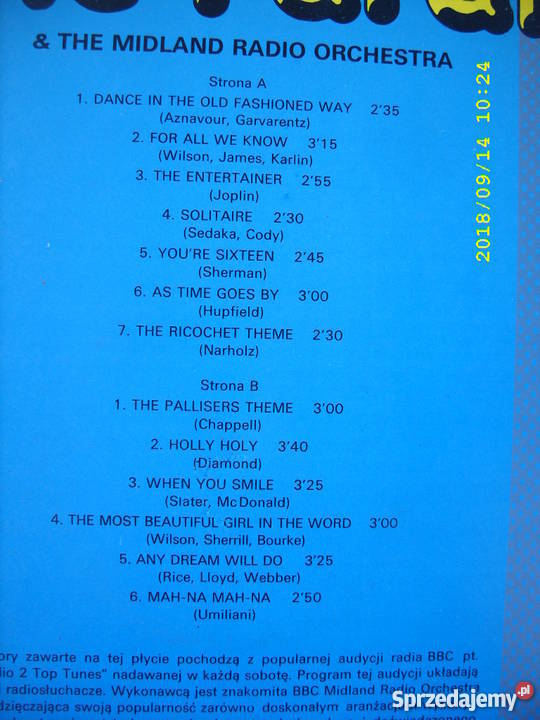 & THE MIDLAND RADIO ORCHESTRA
Strona A
1. DANCE IN THE OLD FASHIONED WAY 2'35
(Aznavour, Garvarentz)
2. FOR ALL WE KNOW 3'15
(Wilson, James, Karlin)
3. THE ENTERTAINER 2'55
(Joplin)
4. SOLITAIRE 2'30
(Sedaka, Cody)
5. YOU'RE SIXTEEN 2'45
(Sherman)
6. AS TIME GOES BY 3'00
(Hupfield)
7. THE RICOCHET THEME 2'30
(Narholz)
Strona B
1. THE PALLISERS THEME 3'00
(Chappell)
2. HOLLY HOLY 3'40
(Diamond)
3. WHEN YOU SMILE 3'25
(Slater, McDonald)
4. THE MOST BEAUTIFUL GIRL IN THE WORD 3'00
(Wilson, Sherrill, Bourke)
5. ANY DREAM WILL DO 3'25
(Rice, Lloyd, Webber)
6. MAH-NA MAH-NA 2'50
(Umiliani)
ory zawarte na tej płycie pochodzą z popularnej audycji radia BBC pt.
dio 2 Top Tunes" nadawanej w każdą sobotę. Program tej audycji układają
radiosłuchacze. Wykonawcą jest znakomita BBC Midland Radio Orchestra
dzięczająca swoją popularność zarówno doskonałym aranżacj
2018/09/14 10:24
Sprzedajemy.pl